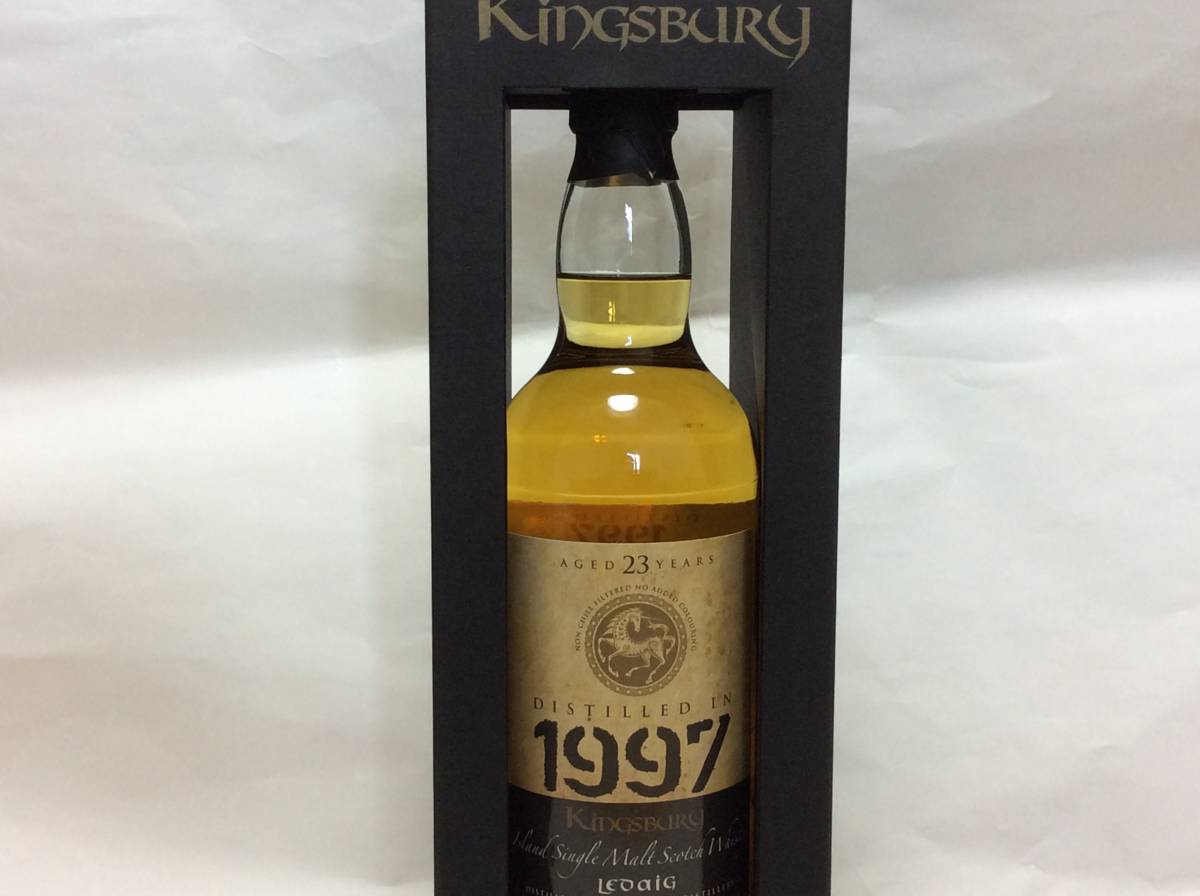 Kingsbury
AGED 23 YEARS
NON CHILL FILTERED NO ADDED COLOURING
DISTILLED IN
1997
Kingsbury
Island Single Malt Scotch Whisky
Ledaig